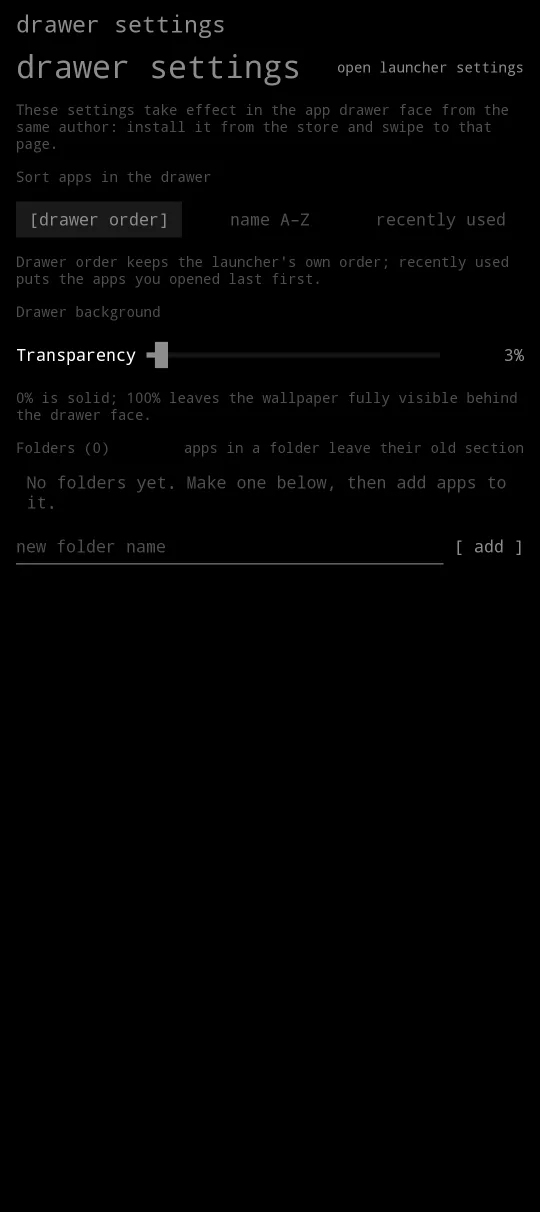 drawer settings
drawer settings open launcher settings
These settings take effect in the app drawer face from the
same author: install it from the store and swipe to that
page.
Sort apps in the drawer
[drawer order] name A–Z recently used
Drawer order keeps the launcher's own order; recently used
puts the apps you opened last first.
Drawer background
Transparency 3%
0% is solid; 100% leaves the wallpaper fully visible behind
the drawer face.
Folders (0) apps in a folder leave their old section
No folders yet. Make one below, then add apps to
it.
new folder name [ add ]